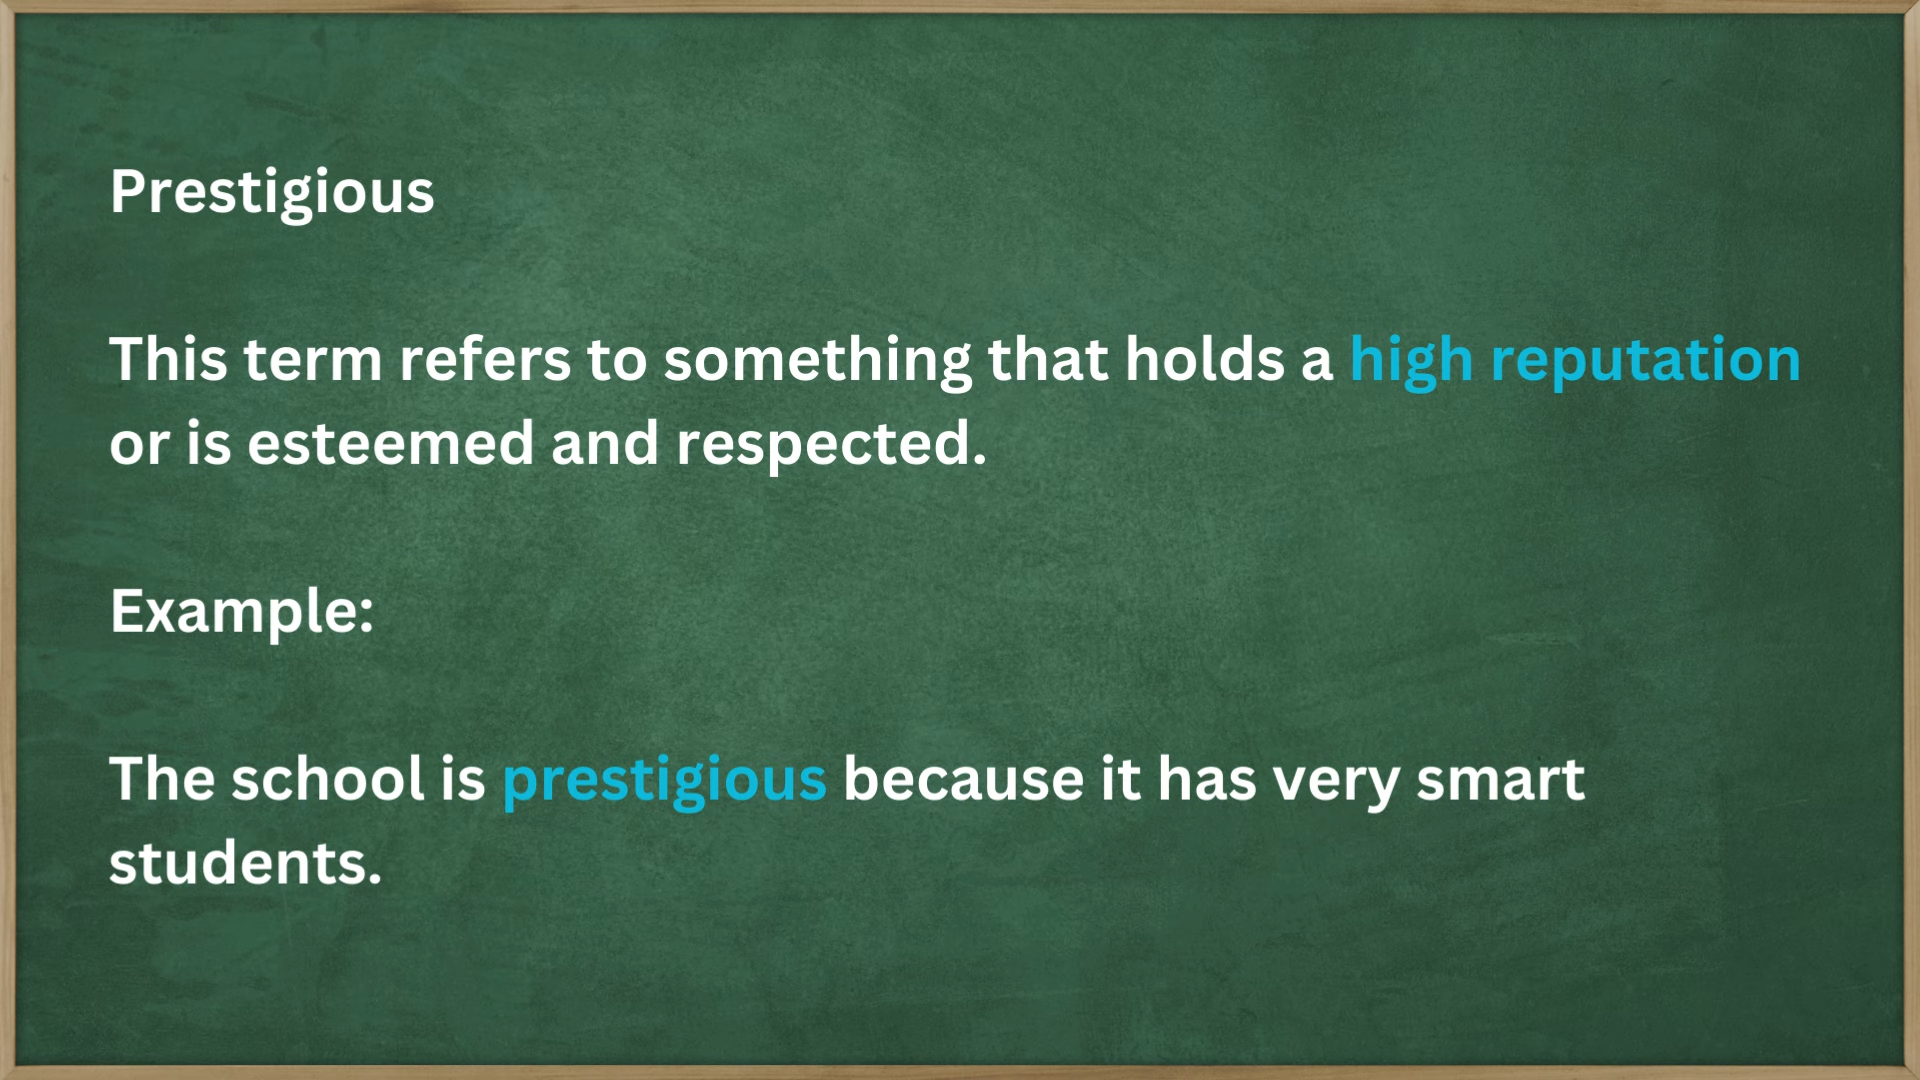 Prestigious
This term refers to something that holds a high reputation
or is esteemed and respected.
Example:
The school is prestigious because it has very smart
students.